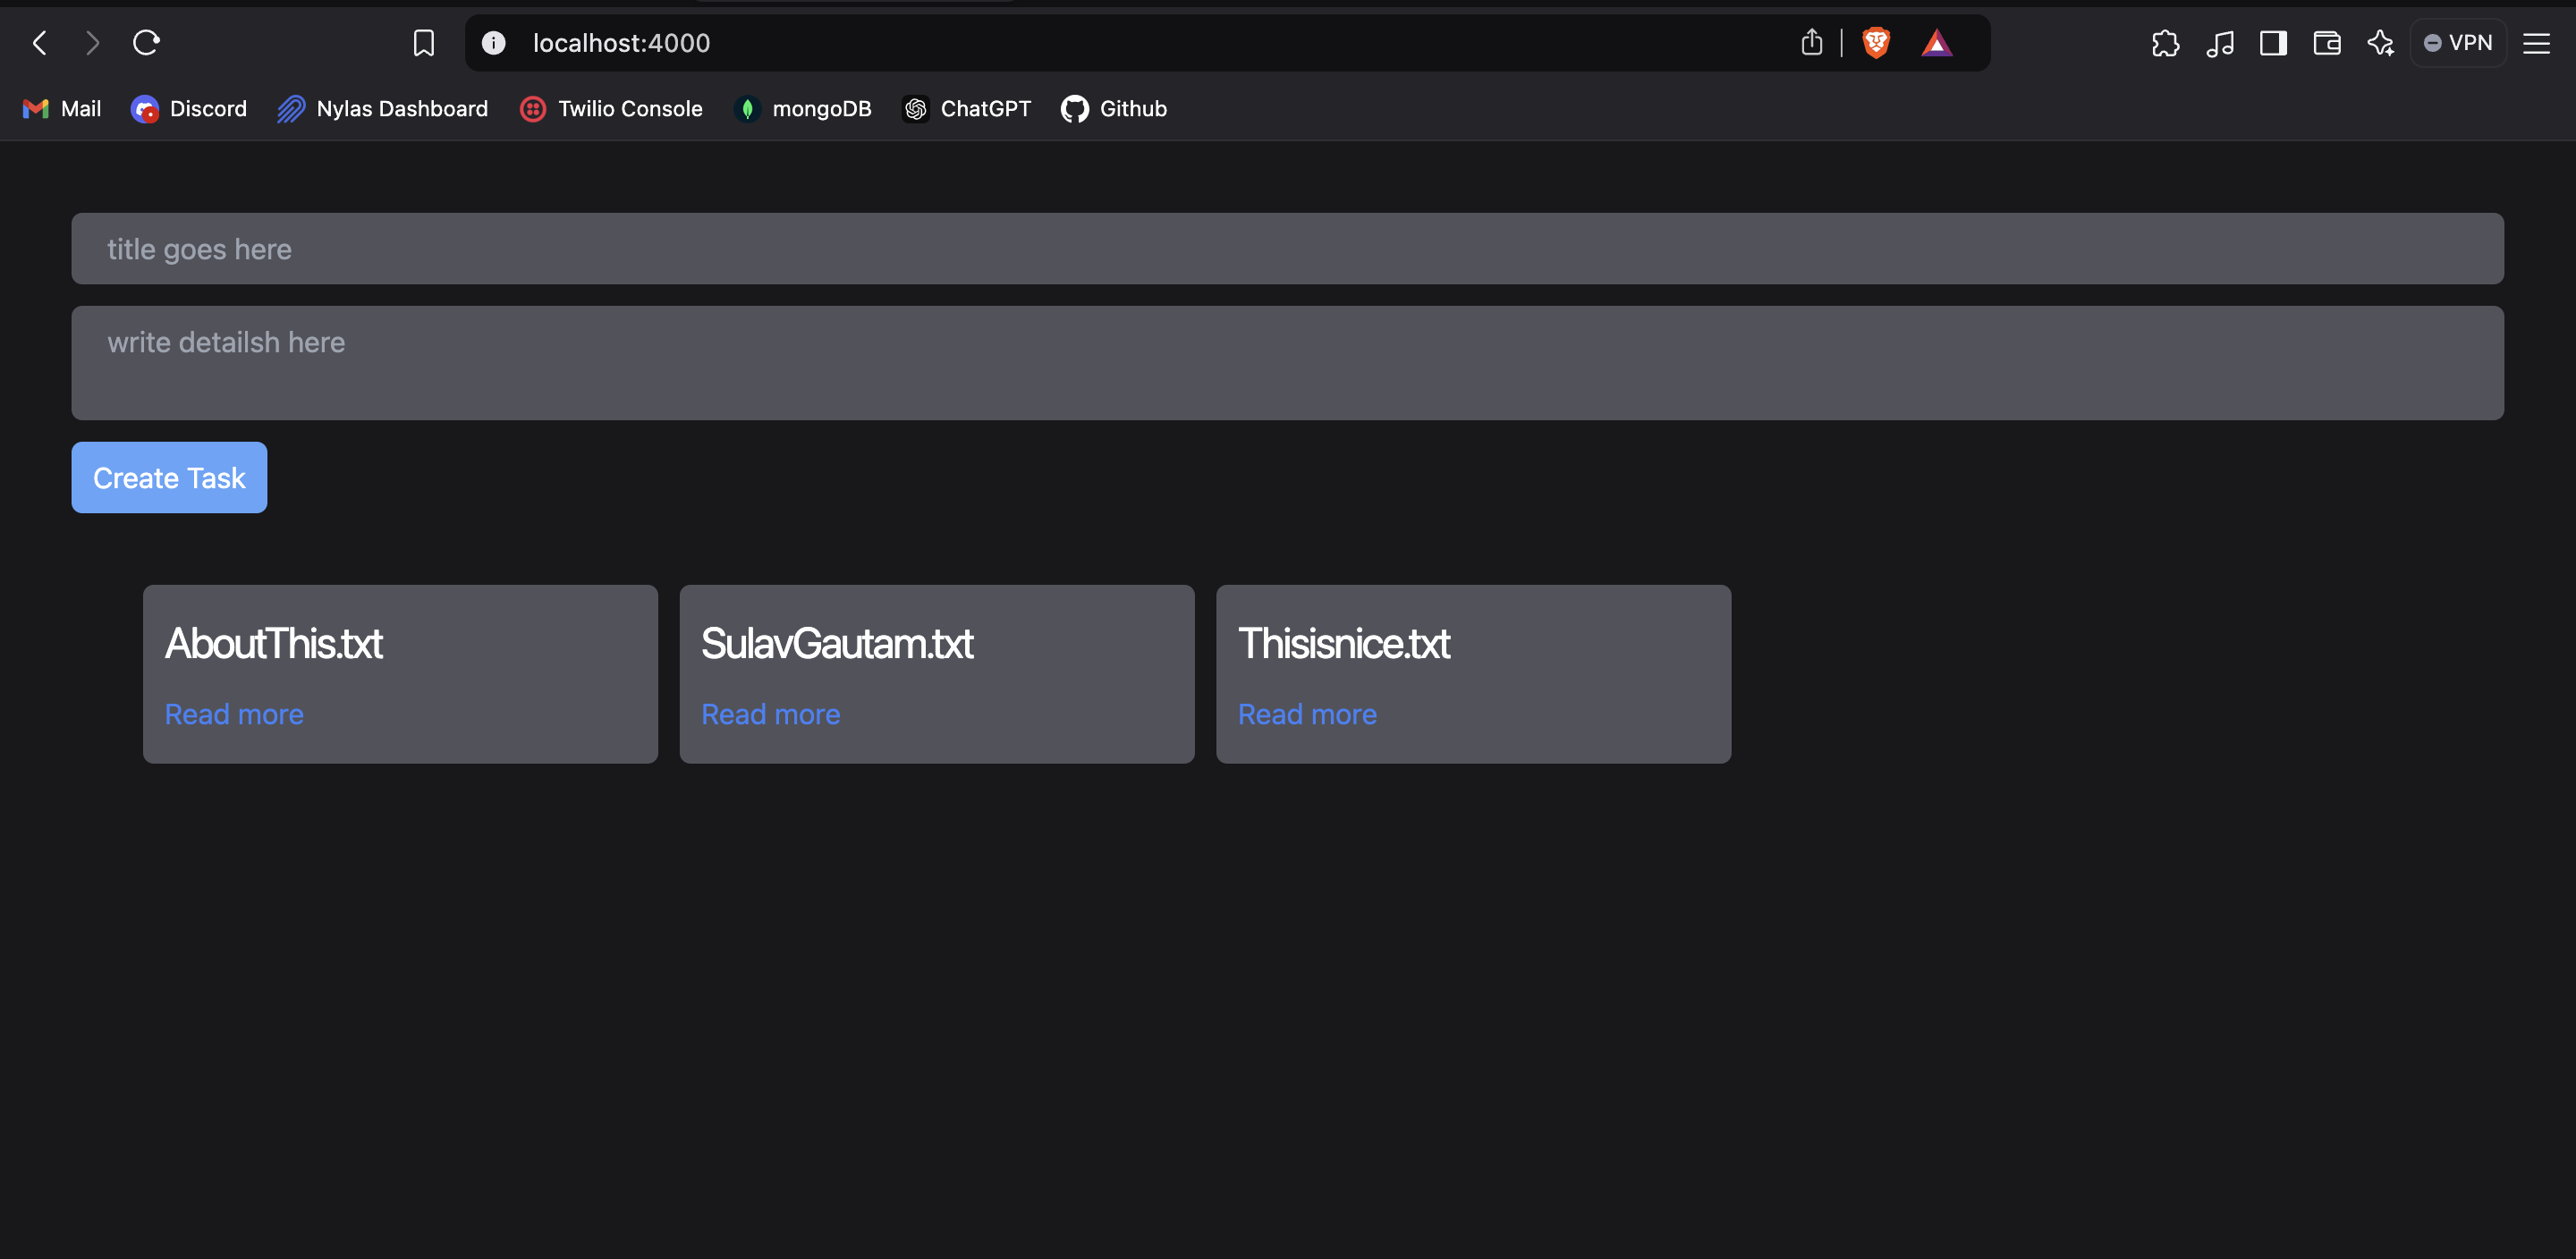 localhost:4000
VPN
Mail Discord Nylas Dashboard Twilio Console mongoDB ChatGPT Github
title goes here
write detailsh here
Create Task
AboutThis.txt SulavGautam.txt Thisisnice.txt
Read more Read more Read more